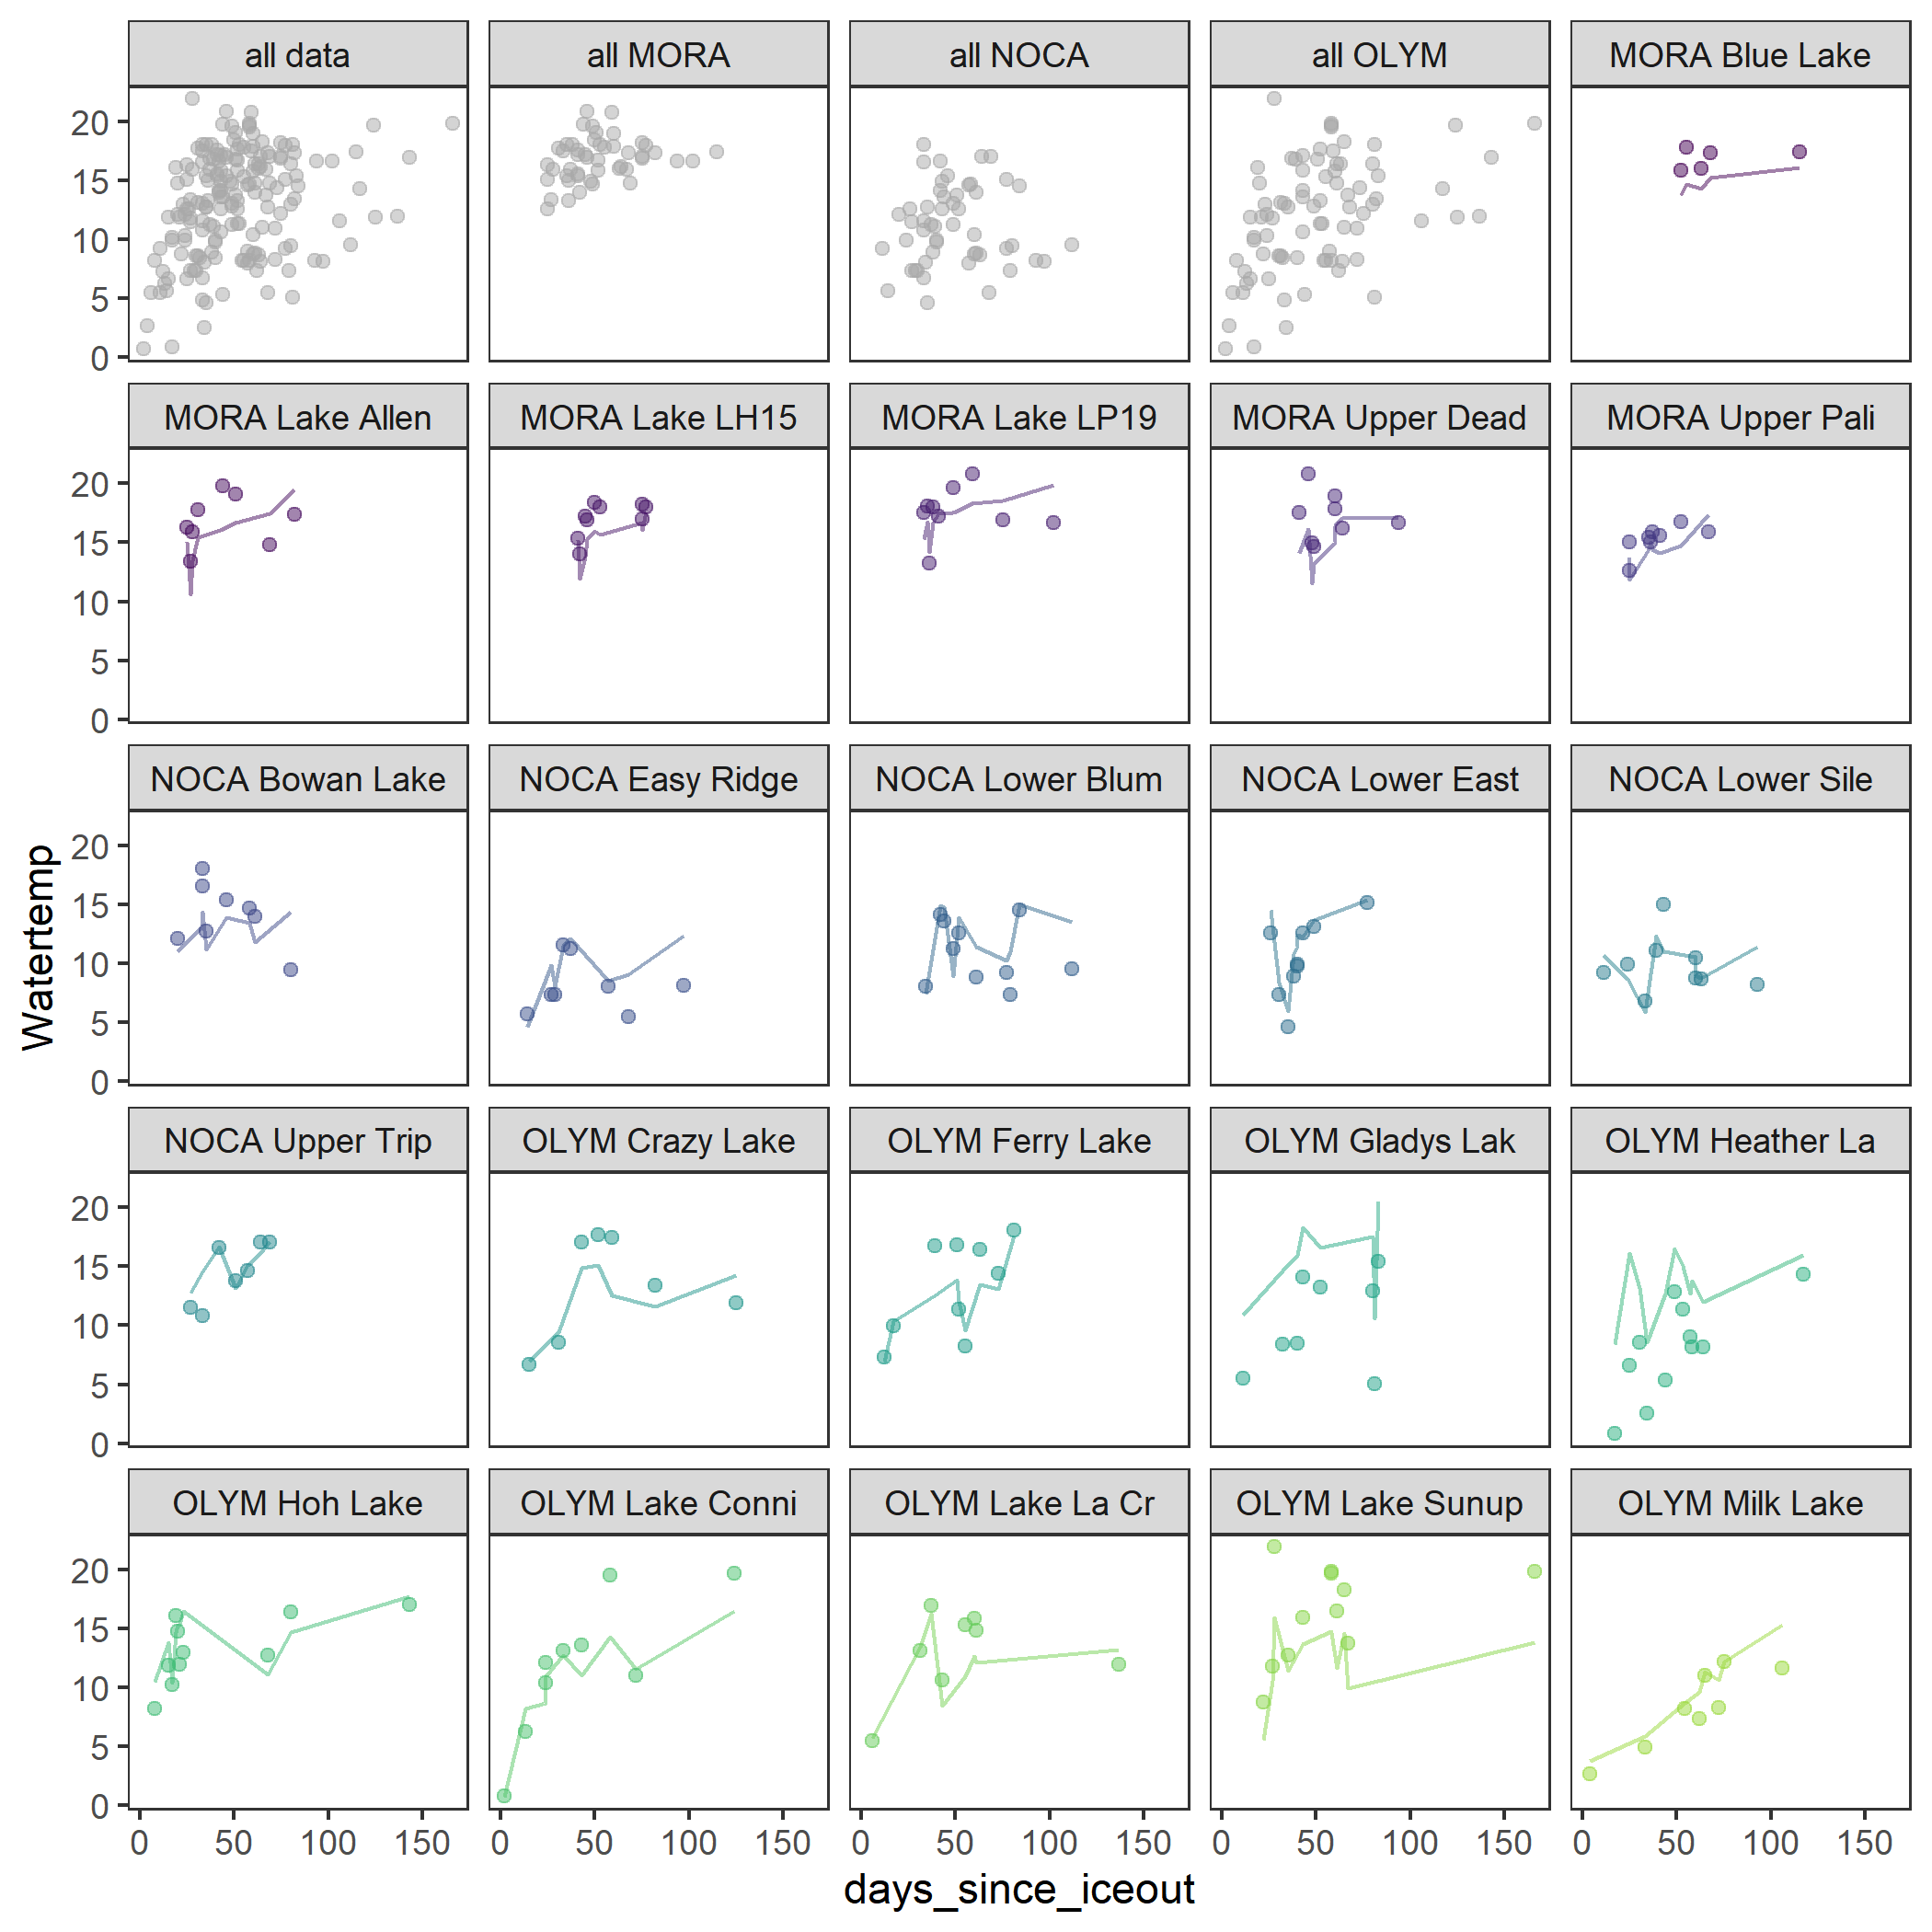 all data
all MORA
all NOCA
all OLYM
MORA Blue Lake
20
15
10
5
0
MORA Lake Allen
MORA Lake LH15
MORA Lake LP19
MORA Upper Dead
MORA Upper Pali
20
15
10
5
0
NOCA Bowan Lake
NOCA Easy Ridge
NOCA Lower Blum
NOCA Lower East
NOCA Lower Sile
Watertemp
20
15
10
5
0
NOCA Upper Trip
OLYM Crazy Lake
OLYM Ferry Lake
OLYM Gladys Lak
OLYM Heather La
20
15
10
5
0
OLYM Hoh Lake
OLYM Lake Conni
OLYM Lake La Cr
OLYM Lake Sunup
OLYM Milk Lake
20
15
10
5
0
0 50 100 150
0 50 100 150
0 50 100 150
0 50 100 150
0 50 100 150
days_since_iceout